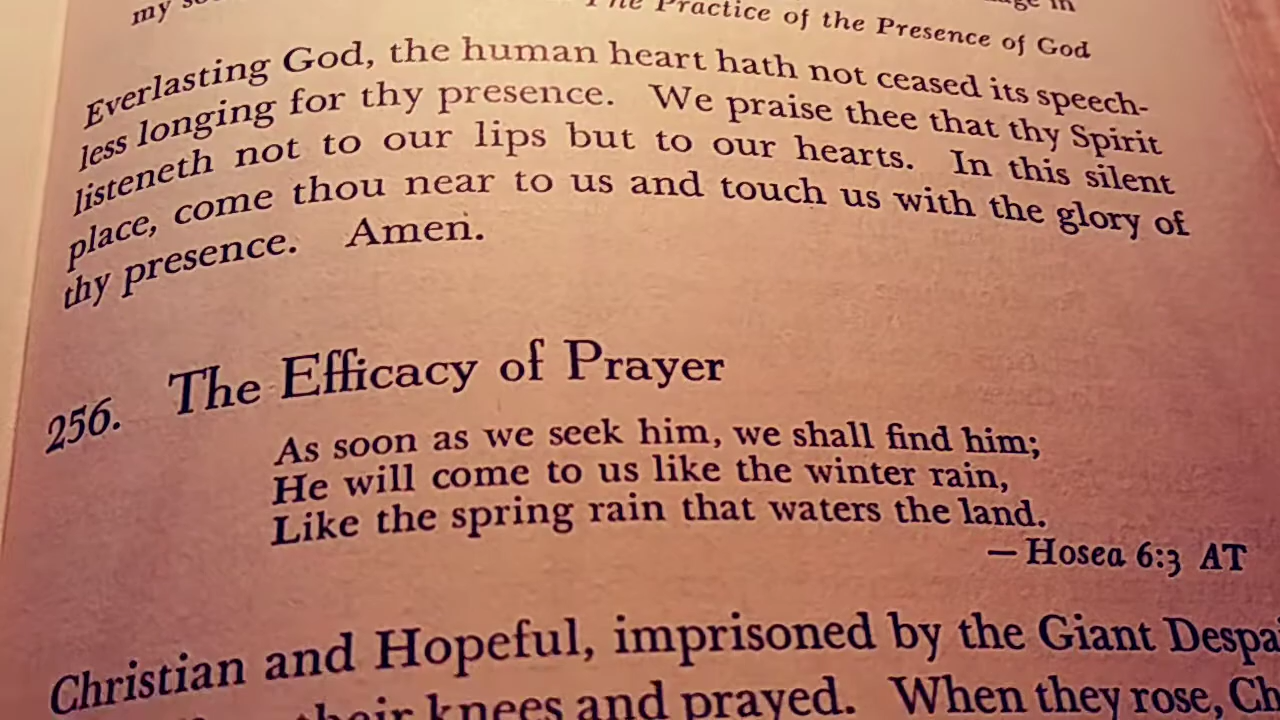 my
The Practice of the Presence of God
Everlasting God, the human heart hath not ceased its speech-
less longing for thy presence. We praise thee that thy Spirit
listeneth not to our lips but to our hearts. In this silent
place, come thou near to us and touch us with the glory of
thy presence. Amen.
256. The Efficacy of Prayer
As soon as we seek him, we shall find him;
He will come to us like the winter rain,
Like the spring rain that waters the land.
— Hosea 6:3 AT
Christian and Hopeful, imprisoned by the Giant Despai
their knees and prayed. When they rose, Ch